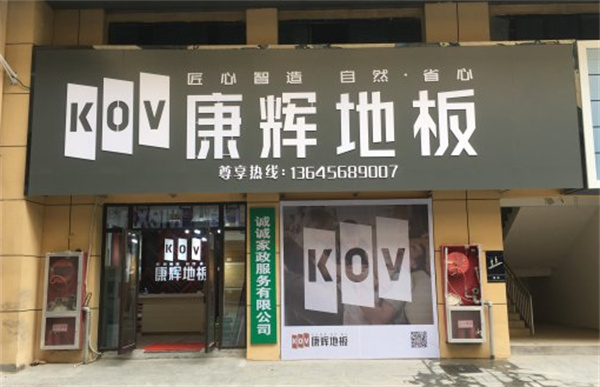 匠心智造 自然·省心
KOV 康辉地板
尊享热线:13645689007
KOV
康辉地板
诚诚家政服务有限公司
KOV
KOV 康辉地板